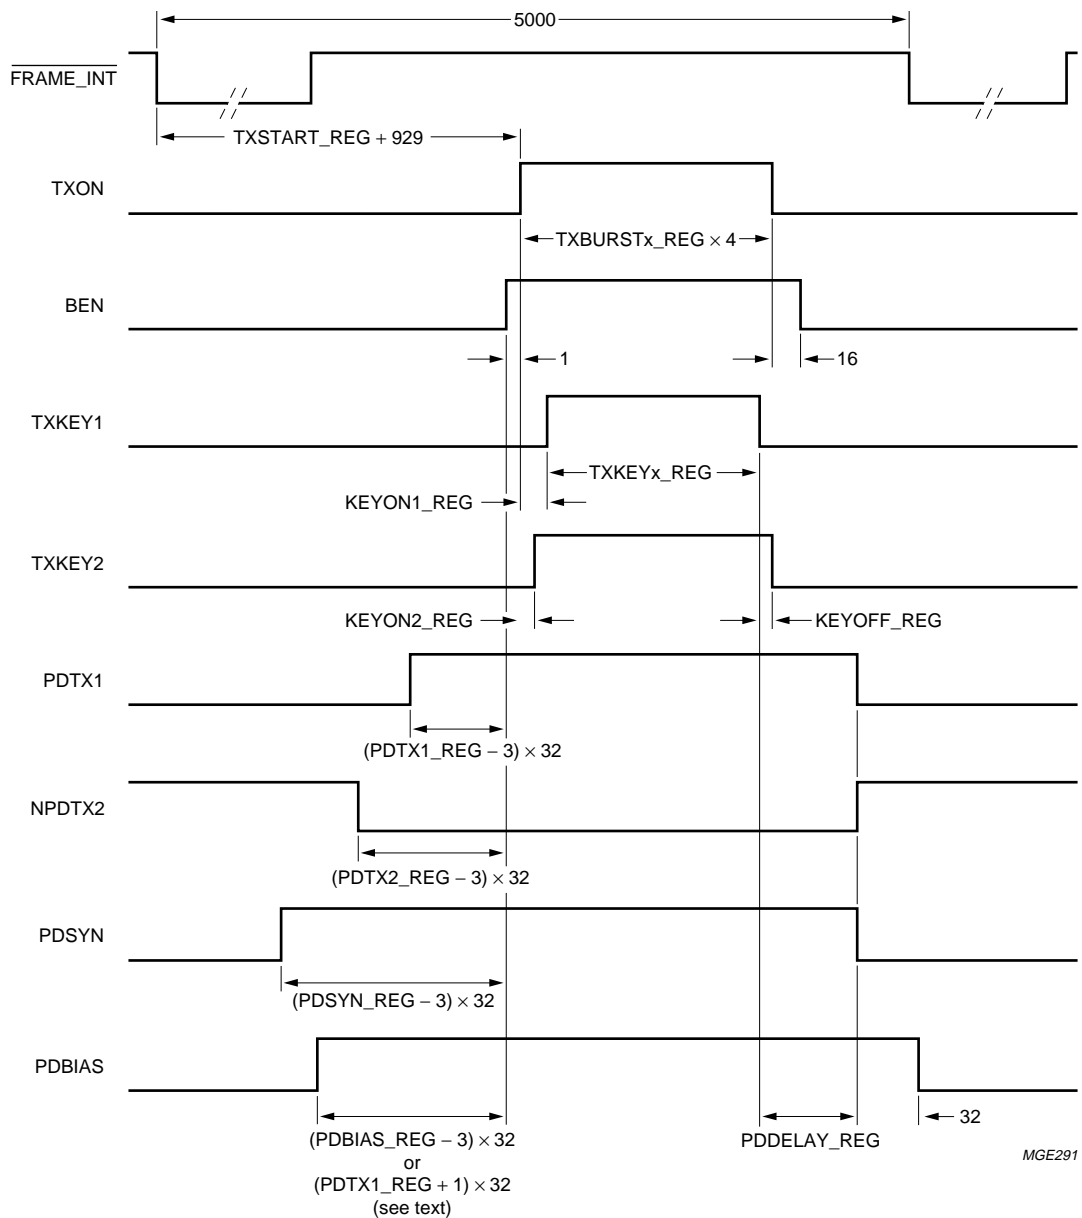 5000
FRAME_INT
TXSTART_REG + 929
TXON
TXBURSTx_REG × 4
BEN
1
16
TXKEY1
TXKEYx_REG
KEYON1_REG
TXKEY2
KEYON2_REG
KEYOFF_REG
PDTX1
(PDTX1_REG – 3) × 32
NPDTX2
(PDTX2_REG – 3) × 32
PDSYN
(PDSYN_REG – 3) × 32
PDBIAS
32
(PDBIAS_REG – 3) × 32
or
(PDTX1_REG + 1) × 32
(see text)
PDDELAY_REG
MGE291